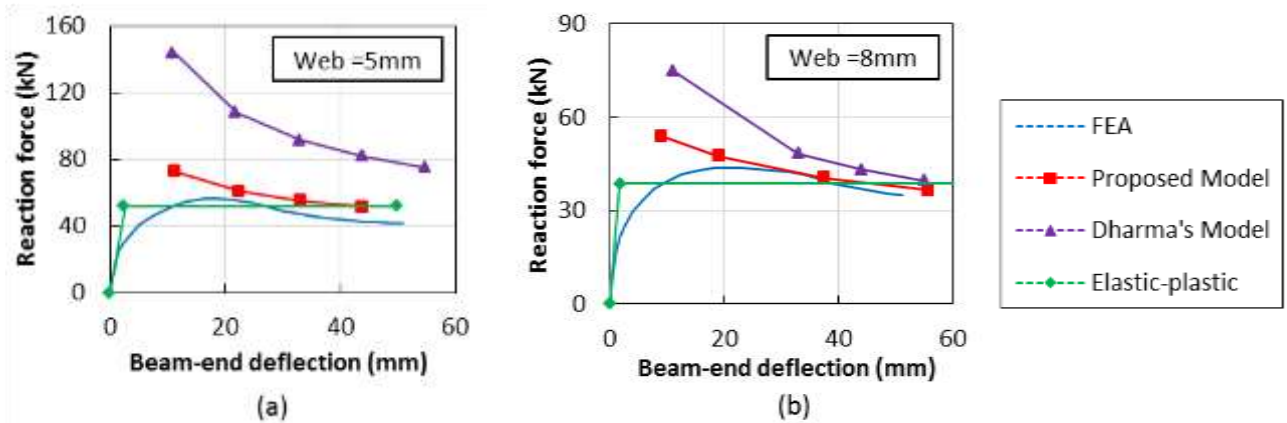 160
120
80
40
0
Reaction force (kN)
Web =5mm
0 20 40 60
Beam-end deflection (mm)
(a)
90
60
30
0
Reaction force (kN)
Web =8mm
0 20 40 60
Beam-end deflection (mm)
(b)
FEA
Proposed Model
Dharma's Model
Elastic-plastic